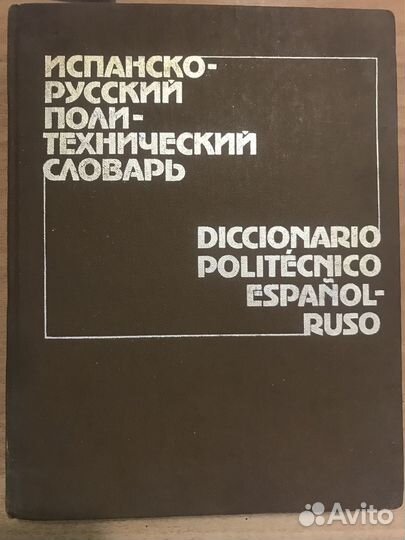 ИСПАНСКО-
РУССКИЙ
ПОЛИ-
ТЕХНИЧЕСКИЙ
СЛОВАРЬ
DICCIONARIO
POLITÉCNICO
ESPAÑOL-
RUSO
Avito